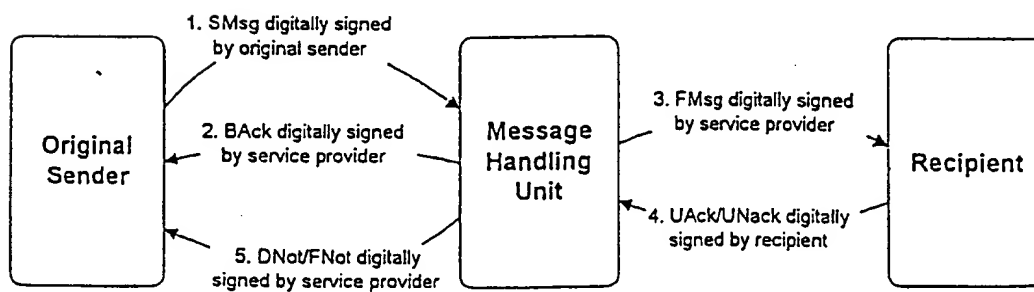 1. SMsg digitally signed
by original sender
Original
Sender
2. BAck digitally signed
by service provider
5. DNot/FNot digitally
signed by service provider
Message
Handling
Unit
3. FMsg digitally signed
by service provider
4. UAck/UNack digitally
signed by recipient
Recipient